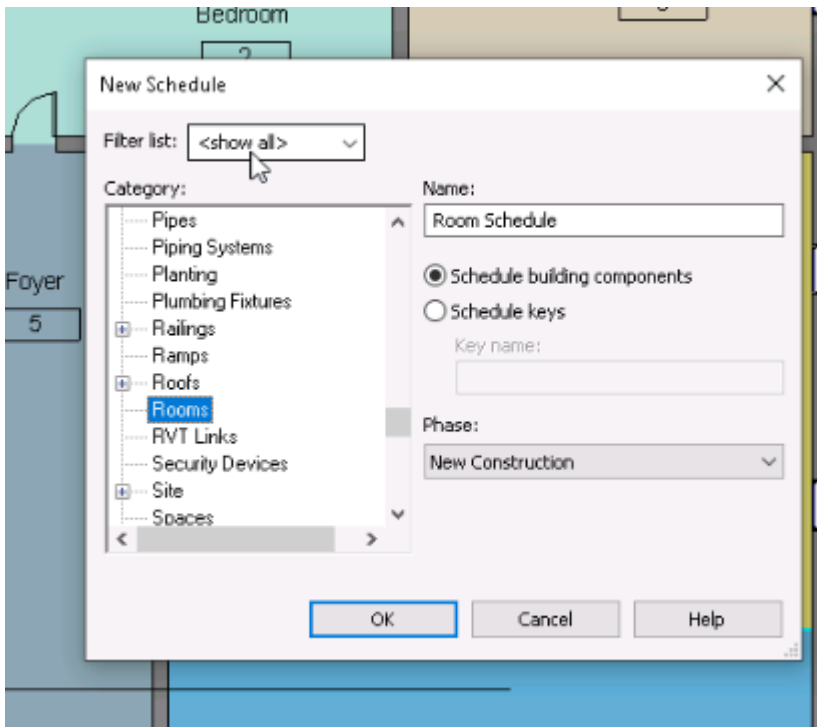 Bedroom
2
New Schedule
Filter list: <show all>
Category:
Pipes
Piping Systems
Planting
Plumbing Fixtures
Railings
Ramps
Roofs
Rooms
RVT Links
Security Devices
Site
Spaces
Name:
Room Schedule
Schedule building components
Schedule keys
Key name:
Phase:
New Construction
OK
Cancel
Help
Foyer
5